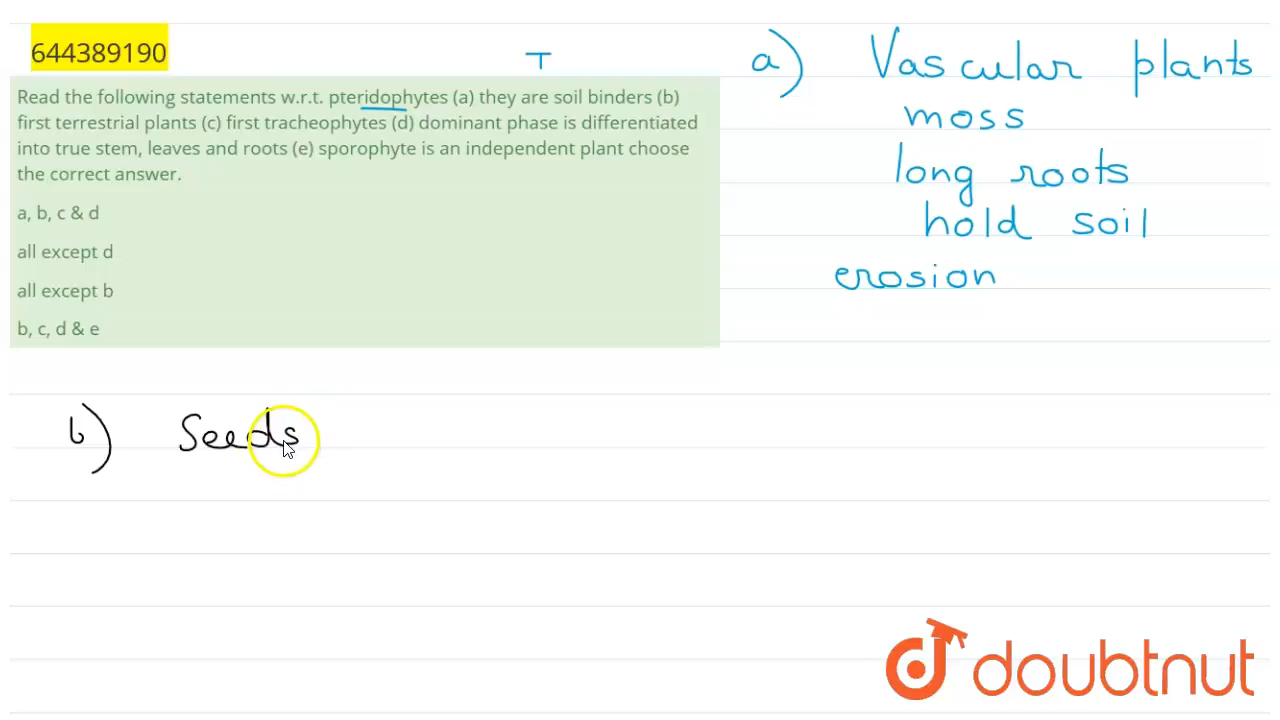 644389190
T
Read the following statements w.r.t. pteridophytes (a) they are soil binders (b)
first terrestrial plants (c) first tracheophytes (d) dominant phase is differentiated
into true stem, leaves and roots (e) sporophyte is an independent plant choose
the correct answer.
a, b, c & d
all except d
all except b
b, c, d & e
a) Vascular plants
moss
long roots
hold soil
erosion
b) Seeds
doubtnut